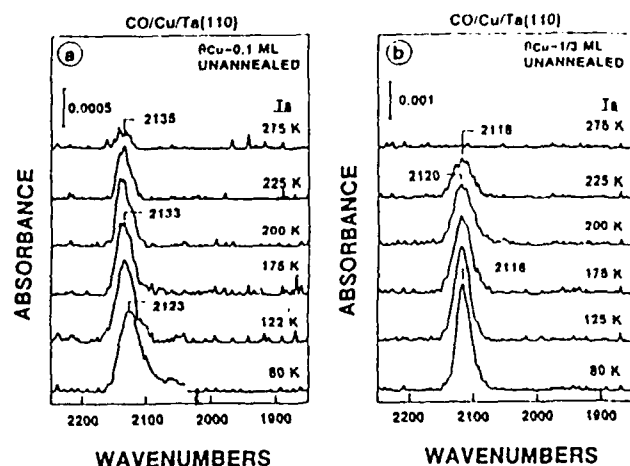 CO/Cu/Ta(110)
a
θCu-0.1 ML
UNANNEALED
0.0005
Ta
2135
275 K
225 K
2133
200 K
175 K
2123
122 K
80 K
ABSORBANCE
2200 2100 2000 1900
WAVENUMBERS
CO/Cu/Ta(110)
b
θCu-1/3 ML
UNANNEALED
0.001
Ta
2118
275 K
2120
225 K
200 K
2116
175 K
125 K
80 K
ABSORBANCE
2200 2100 2000 1900
WAVENUMBERS